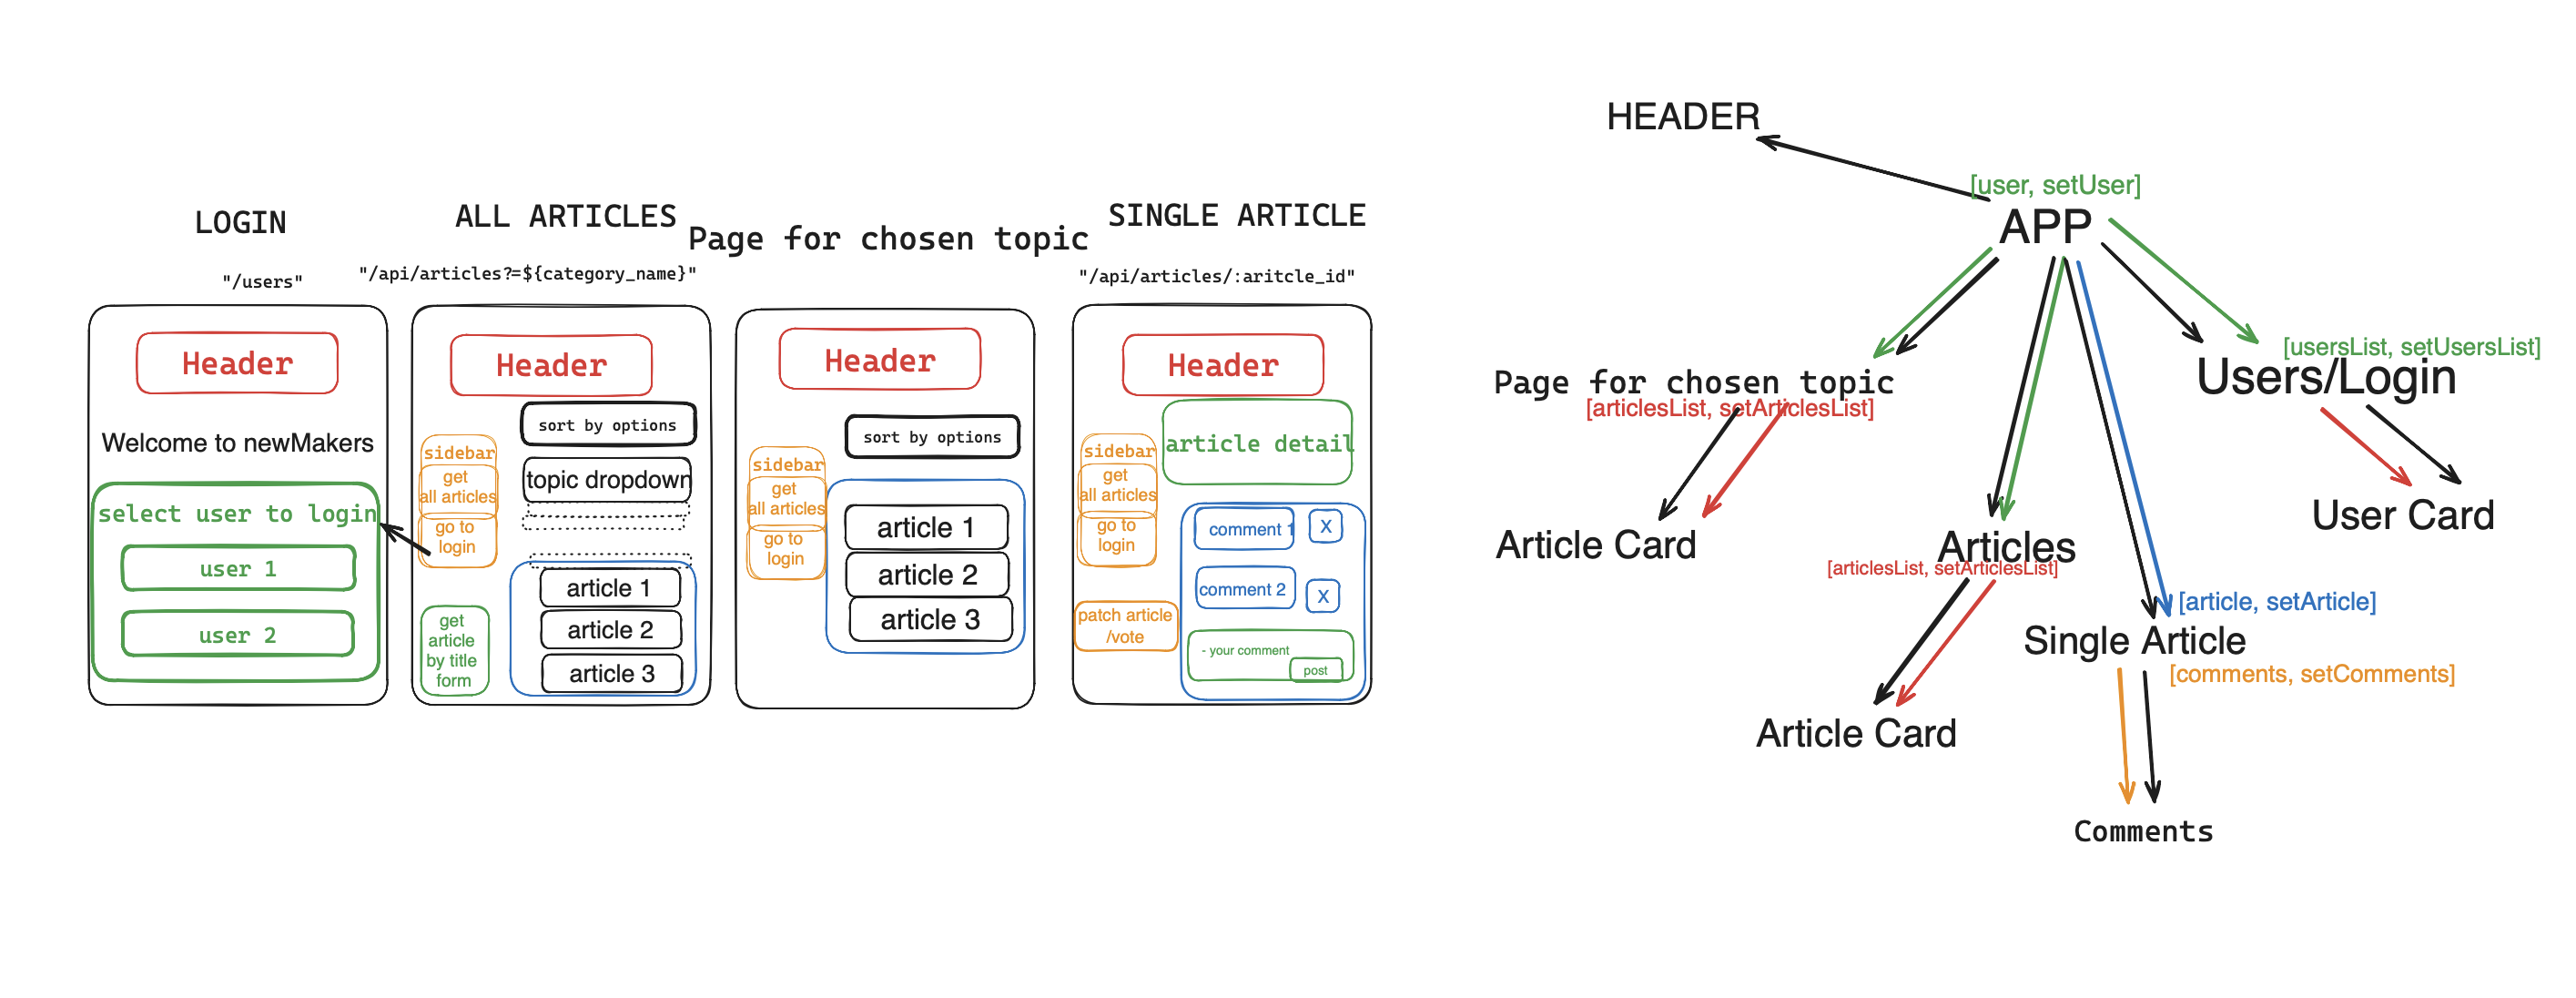 LOGIN
"/users"
Header
Welcome to newMakers
select user to login
user 1
user 2
ALL ARTICLES
"/api/articles?=${category_name}"
Header
sort by options
topic dropdown
sidebar
get
all articles
go to
login
get
article
by title
form
article 1
article 2
article 3
Page for chosen topic
Header
sort by options
sidebar
get
all articles
go to
login
article 1
article 2
article 3
SINGLE ARTICLE
"/api/articles/:aritcle_id"
Header
article detail
sidebar
get
all articles
go to
login
patch article
/vote
comment 1
X
comment 2
X
- your comment
post
HEADER
[user, setUser]
APP
Page for chosen topic
[articlesList, setArticlesList]
Article Card
[usersList, setUsersList]
Users/Login
User Card
Articles
[articlesList, setArticlesList]
Article Card
[article, setArticle]
Single Article
[comments, setComments]
Comments